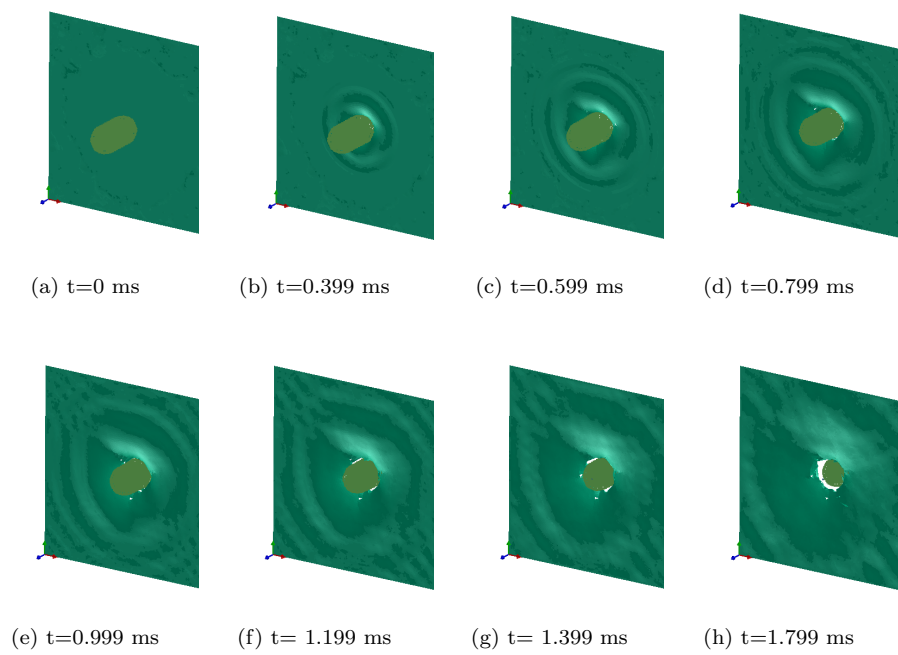 (a) t=0 ms
(b) t=0.399 ms
(c) t=0.599 ms
(d) t=0.799 ms
(e) t=0.999 ms
(f) t= 1.199 ms
(g) t= 1.399 ms
(h) t=1.799 ms